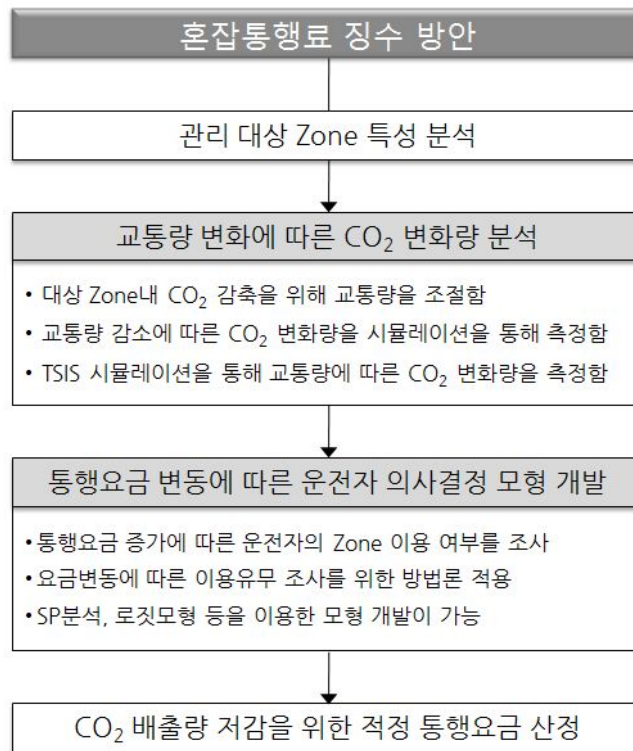 혼잡통행료 징수 방안
관리 대상 Zone 특성 분석
교통량 변화에 따른 CO₂ 변화량 분석
• 대상 Zone내 CO₂ 감축을 위해 교통량을 조절함
• 교통량 감소에 따른 CO₂ 변화량을 시뮬레이션을 통해 측정함
• TSIS 시뮬레이션을 통해 교통량에 따른 CO₂ 변화량을 측정함
통행요금 변동에 따른 운전자 의사결정 모형 개발
•통행요금 증가에 따른 운전자의 Zone 이용 여부를 조사
•요금변동에 따른 이용유무 조사를 위한 방법론 적용
•SP분석, 로짓모형 등을 이용한 모형 개발이 가능
CO₂ 배출량 저감을 위한 적정 통행요금 산정